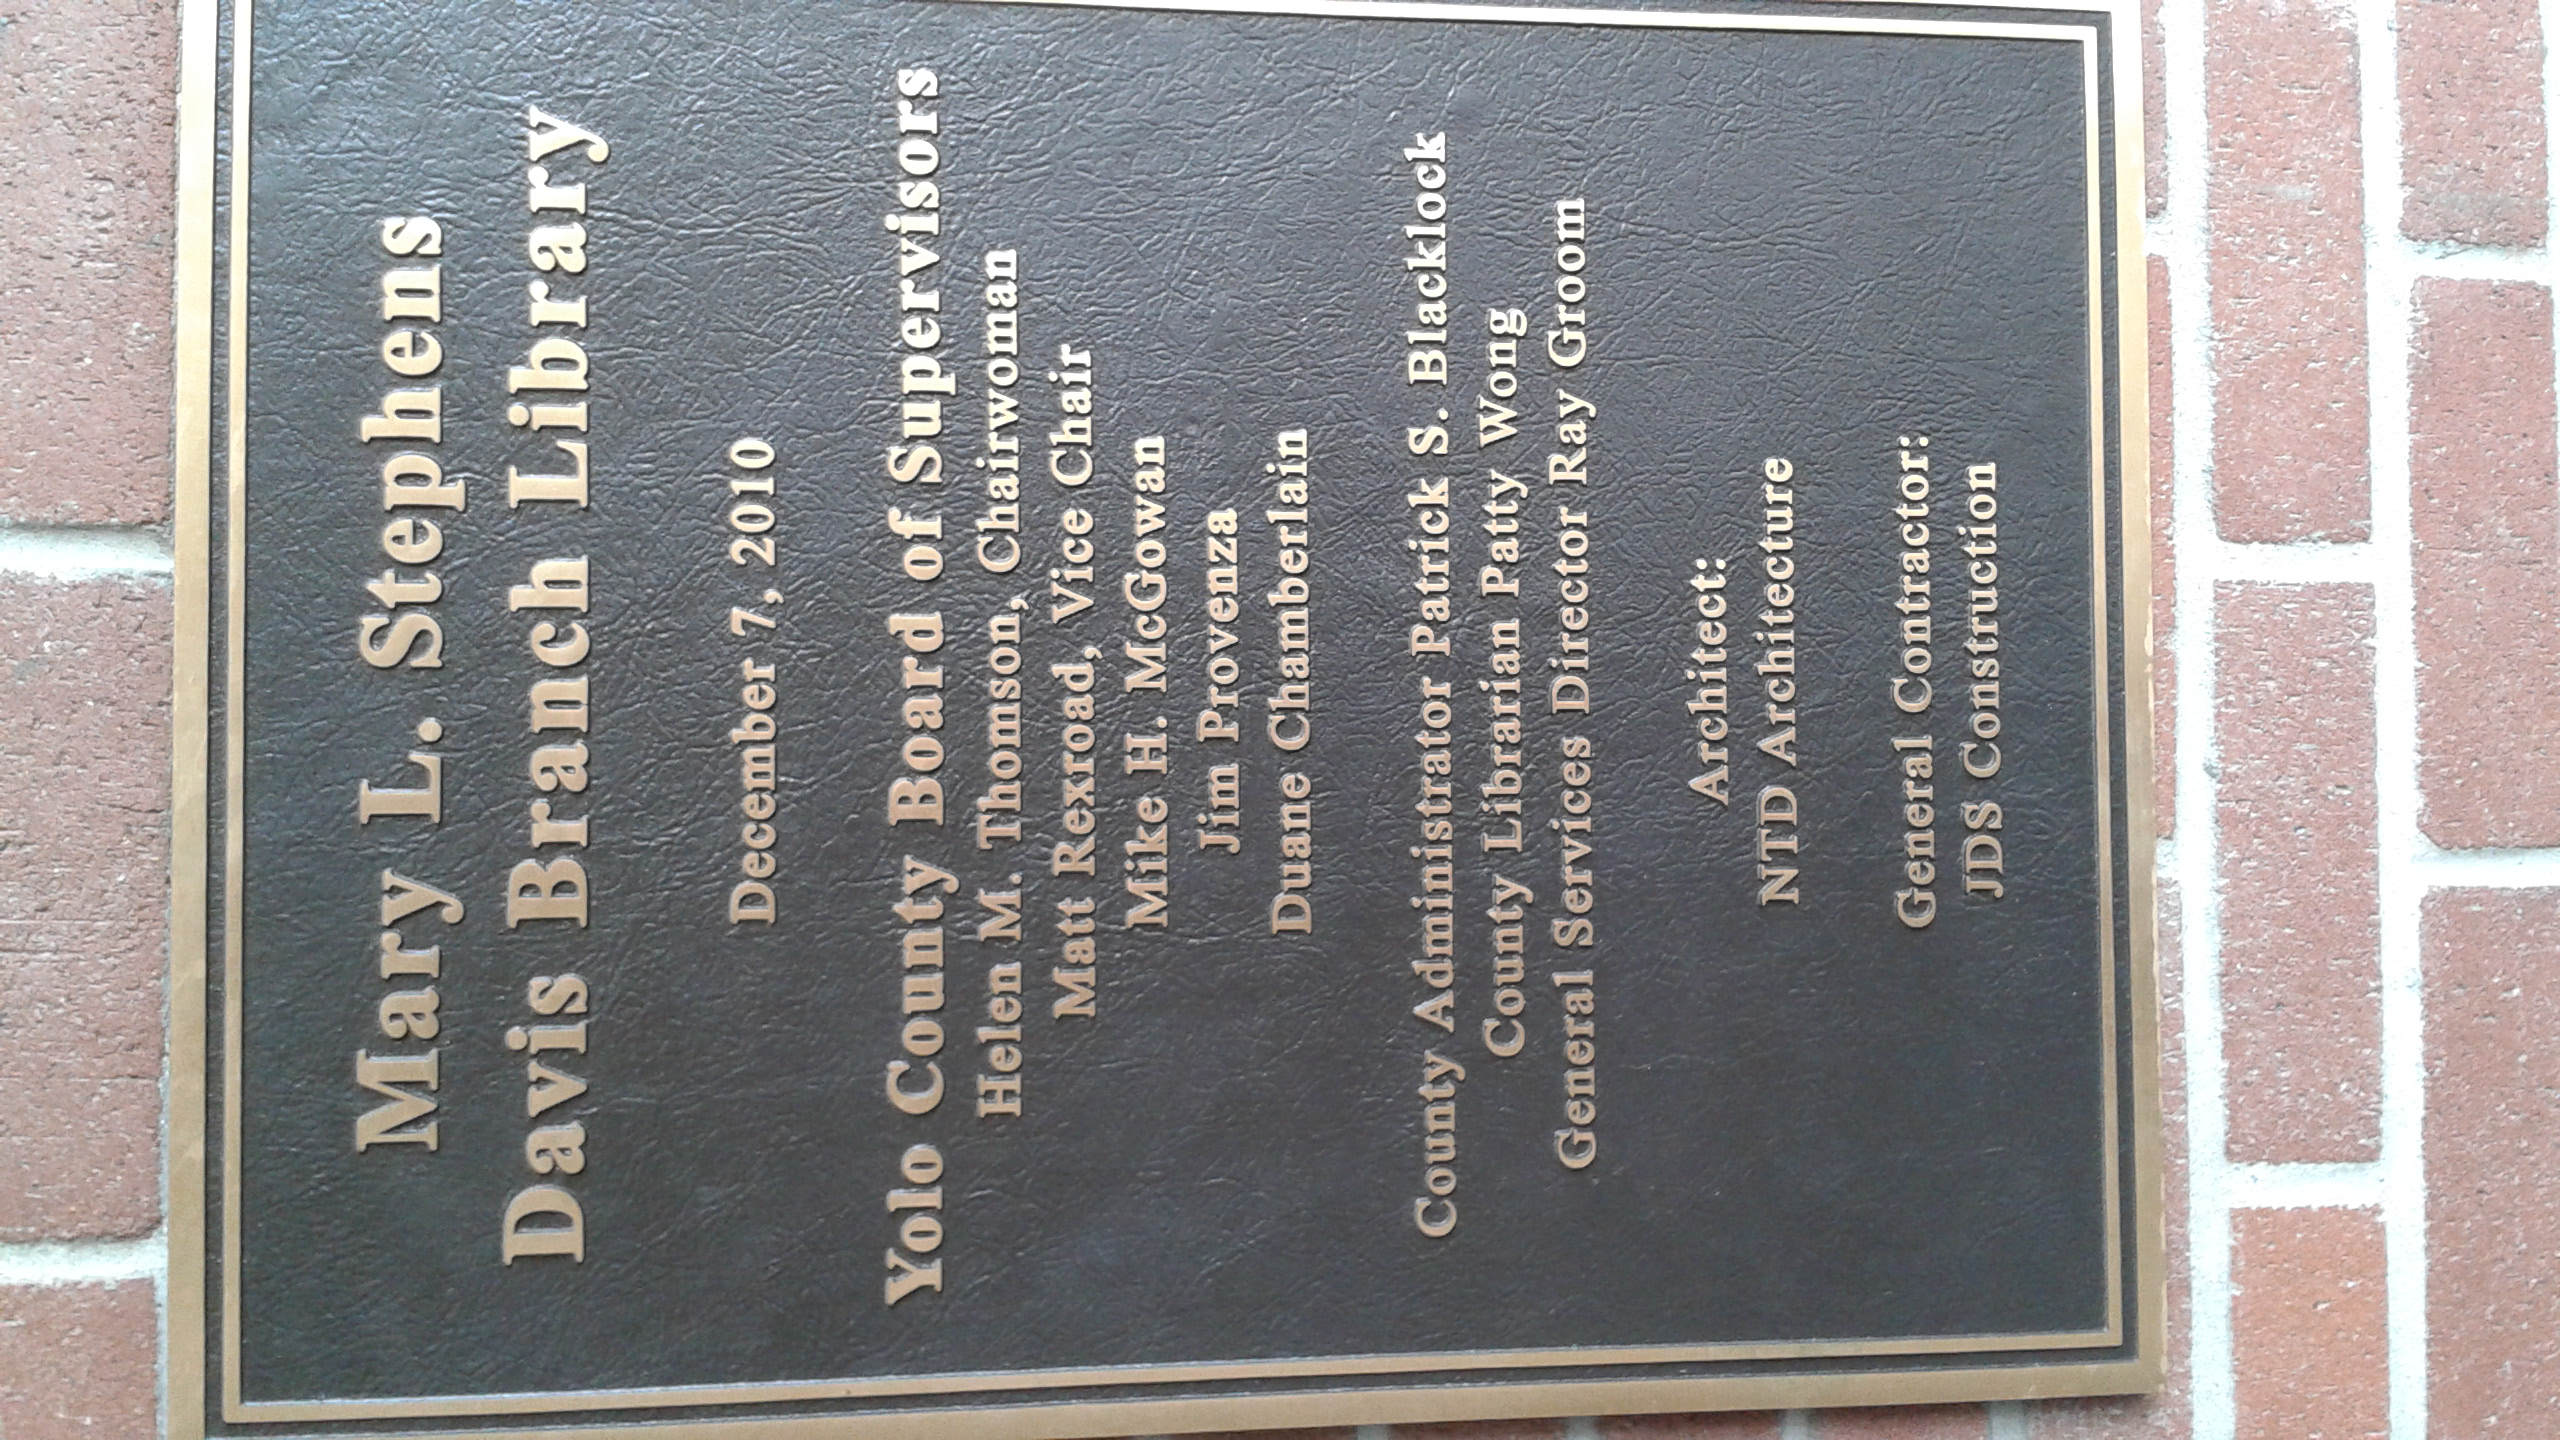 Mary L. Stephens
Davis Branch Library
December 7, 2010
Yolo County Board of Supervisors
Helen M. Thomson, Chairwoman
Matt Rexroad, Vice Chair
Mike H. McGowan
Jim Provenza
Duane Chamberlain
County Administrator Patrick S. Blacklock
County Librarian Patty Wong
General Services Director Ray Groom
Architect:
NTD Architecture
General Contractor:
JDS Construction